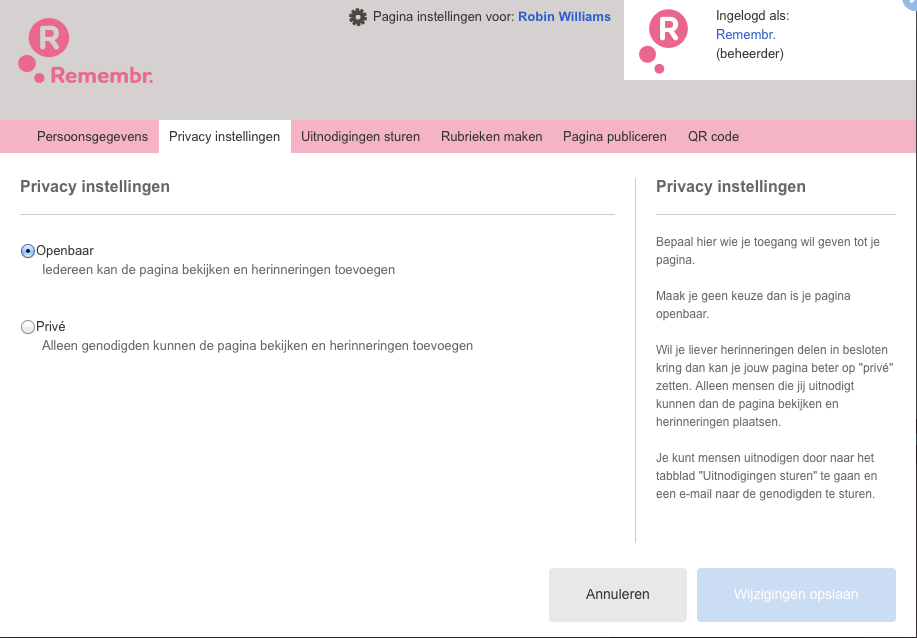 R
Remembr.
Pagina instellingen voor: Robin Williams
R
Ingelogd als:
Remembr.
(beheerder)
Persoonsgegevens Privacy instellingen Uitnodigingen sturen Rubrieken maken Pagina publiceren QR code
Privacy instellingen
Openbaar
Iedereen kan de pagina bekijken en herinneringen toevoegen
Privé
Alleen genodigden kunnen de pagina bekijken en herinneringen toevoegen
Privacy instellingen
Bepaal hier wie je toegang wil geven tot je
pagina.
Maak je geen keuze dan is je pagina
openbaar.
Wil je liever herinneringen delen in besloten
kring dan kan je jouw pagina beter op "privé"
zetten. Alleen mensen die jij uitnodigt
kunnen dan de pagina bekijken en
herinneringen plaatsen.
Je kunt mensen uitnodigen door naar het
tabblad "Uitnodigingen sturen" te gaan en
een e-mail naar de genodigden te sturen.
Annuleren Wijzigingen opslaan